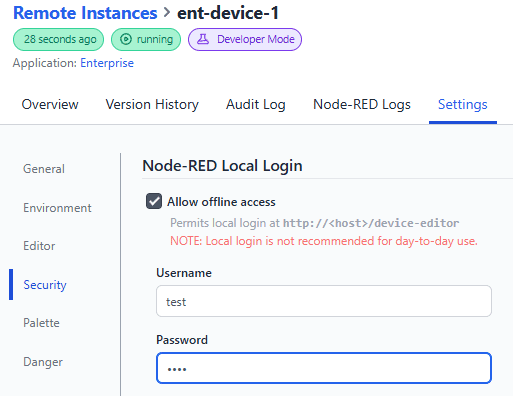 Remote Instances > ent-device-1
28 seconds ago running Developer Mode
Application: Enterprise
Overview Version History Audit Log Node-RED Logs Settings
General
Environment
Editor
Security
Palette
Danger
Node-RED Local Login
Allow offline access
Permits local login at http://<host>/device-editor
NOTE: Local login is not recommended for day-to-day use.
Username
test
Password
••••